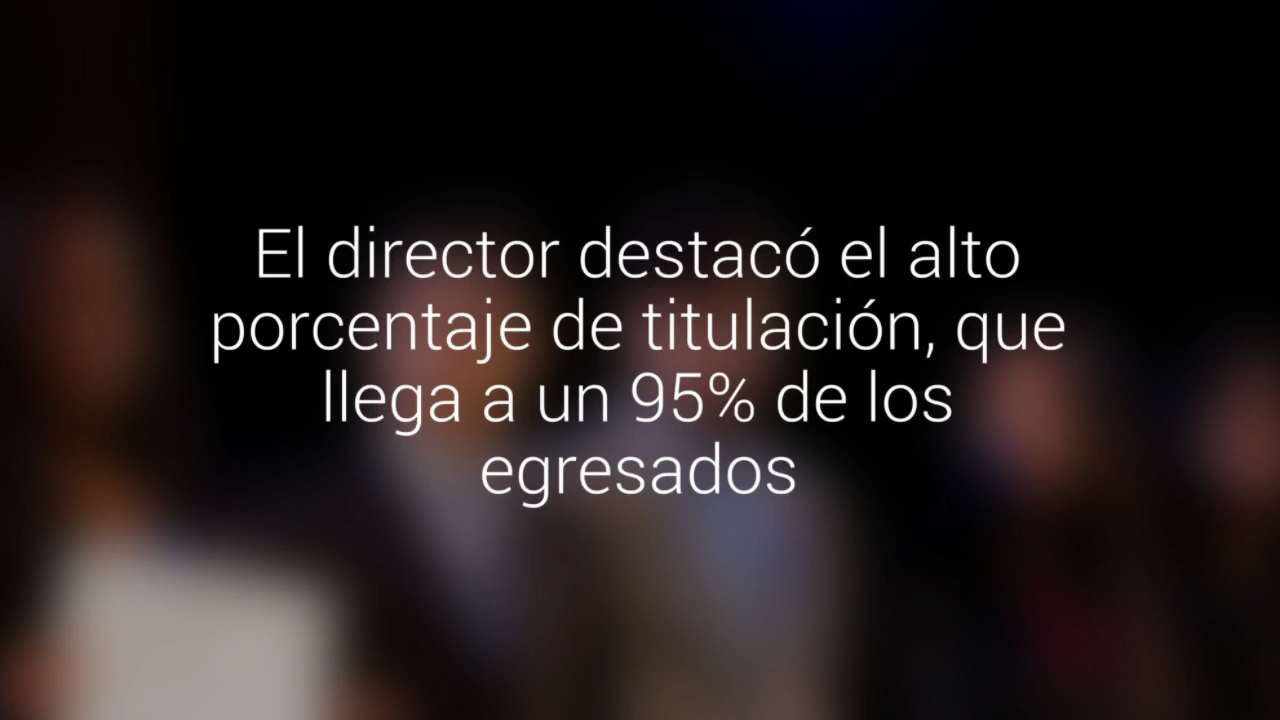 El director destacó el alto
porcentaje de titulación, que
llega a un 95% de los
egresados